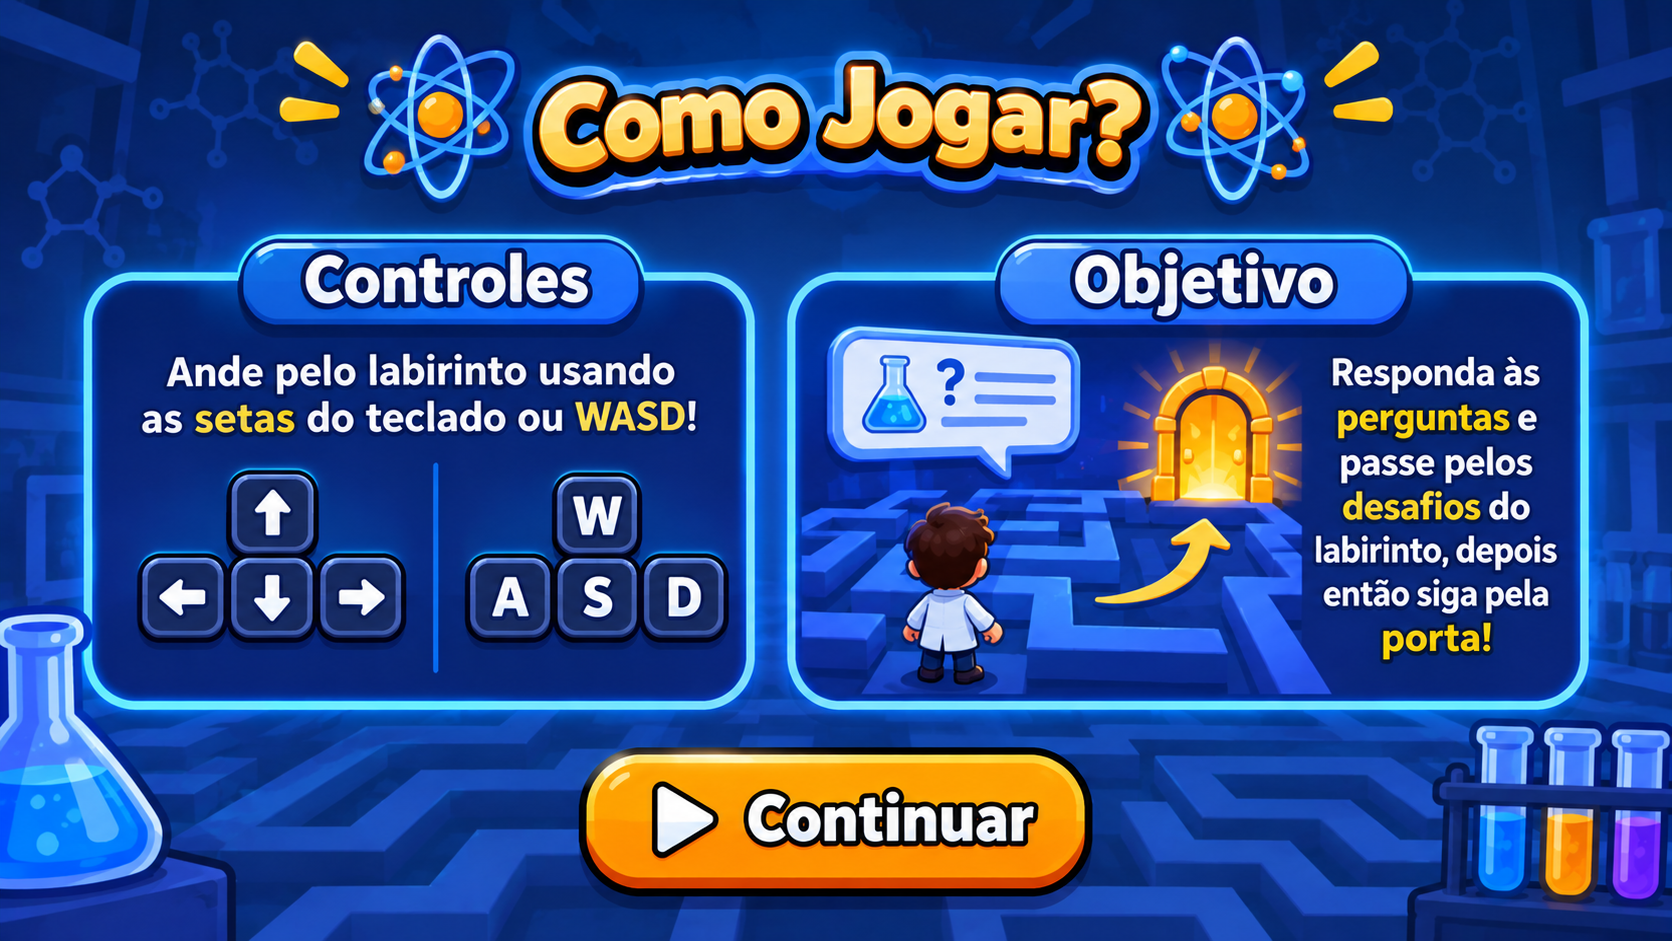 Como Jogar?
Controles
Ande pelo labirinto usando
as setas do teclado ou WASD!
W
A S D
Objetivo
?
Responda às
perguntas e
passe pelos
desafios do
labirinto, depois
então siga pela
porta!
Continuar